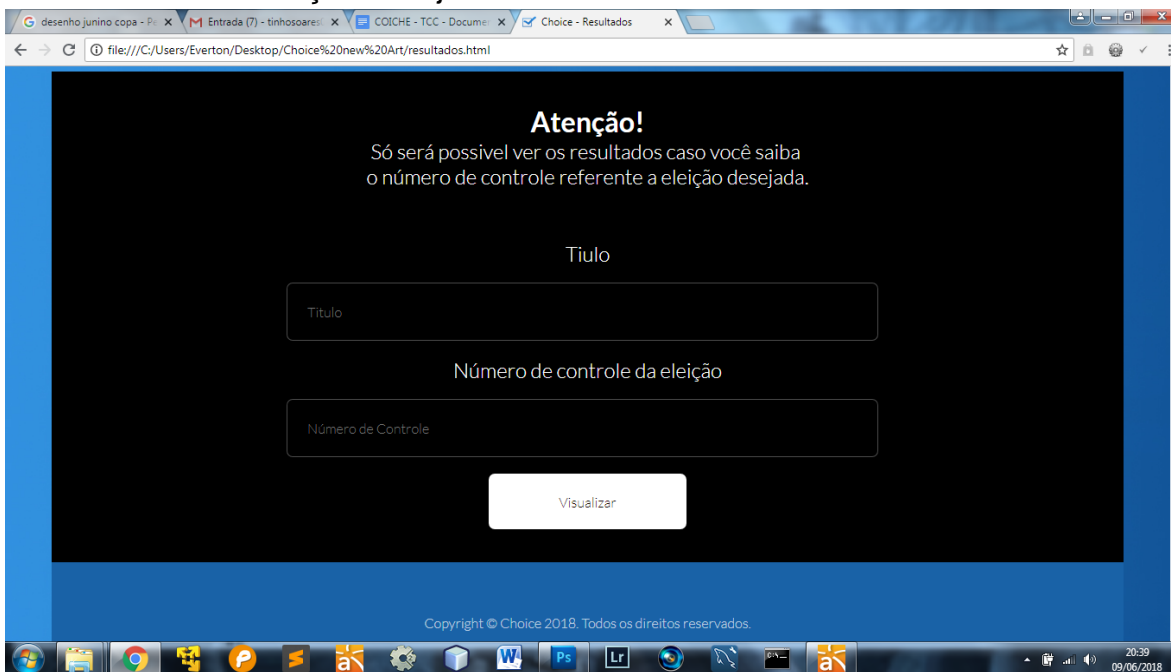 desenho junino copa - Pe
Entrada (7) - tinhosoares
COICHE - TCC - Docume
Choice - Resultados
file:///C:/Users/Everton/Desktop/Choice%20new%20Art/resultados.html
Atenção!
Só será possivel ver os resultados caso você saiba
o número de controle referente a eleição desejada.
Tiulo
Titulo
Número de controle da eleição
Número de Controle
Visualizar
Copyright © Choice 2018. Todos os direitos reservados.
Ps
Lr
20:39
09/06/2018